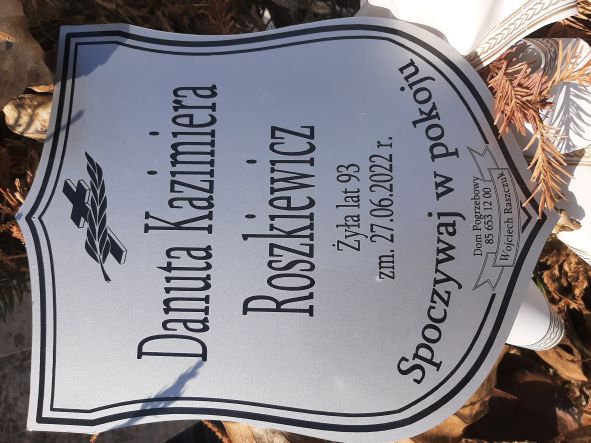 Danuta Kazimiera
Roszkiewicz
Żyła lat 93
zm. 27.06.2022 r.
Spoczywaj w pokoju
Dom Pogrzebowy
85 653 12 00
Wojciech Raszczuk